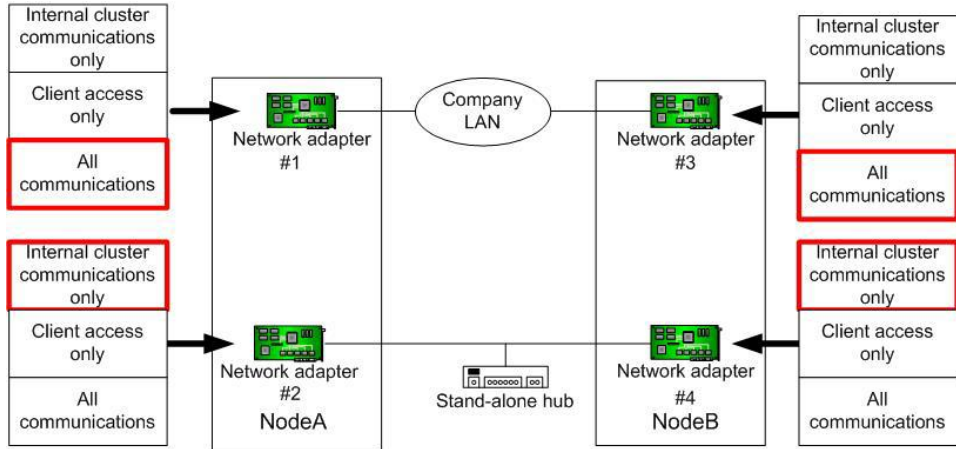 Internal cluster
communications
only
Client access
only
All
communications
Network adapter
#1
Company
LAN
Network adapter
#3
Internal cluster
communications
only
Client access
only
All
communications
Internal cluster
communications
only
Client access
only
All
communications
Network adapter
#2
NodeA
Stand-alone hub
Network adapter
#4
NodeB
Internal cluster
communications
only
Client access
only
All
communications